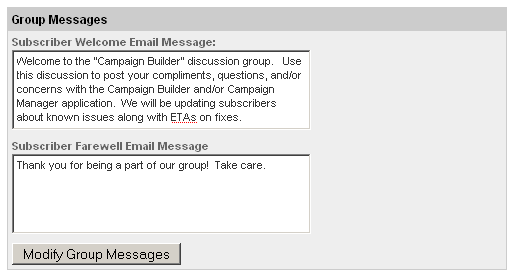 Group Messages
Subscriber Welcome Email Message:
Welcome to the "Campaign Builder" discussion group.   Use
this discussion to post your compliments, questions, and/or
concerns with the Campaign Builder and/or Campaign
Manager application.  We will be updating subscribers
about known issues along with ETAs on fixes.
Subscriber Farewell Email Message
Thank you for being a part of our group!  Take care.
Modify Group Messages